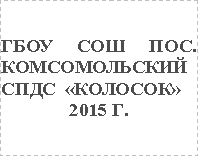 ГБОУ СОШ ПОС.
КОМСОМОЛЬСКИЙ
СПДС «КОЛОСОК»
2015 Г.